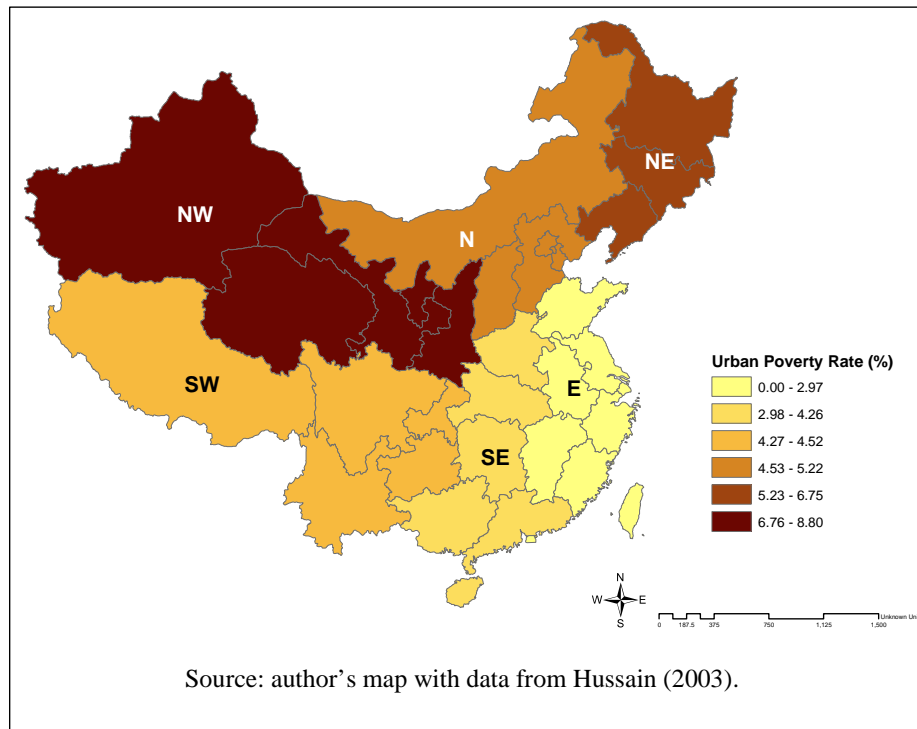 NW
N
NE
SW
E
SE
Urban Poverty Rate (%)
0.00 - 2.97
2.98 - 4.26
4.27 - 4.52
4.53 - 5.22
5.23 - 6.75
6.76 - 8.80
N
W E
S
0 187.5 375 750 1,125 1,500
Unknown Un
Source: author’s map with data from Hussain (2003).